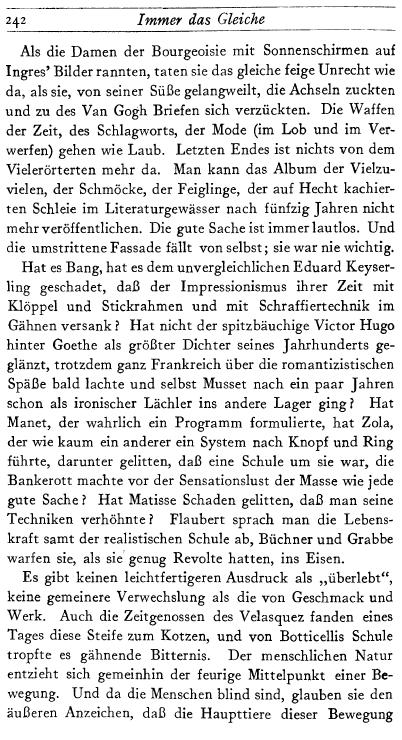 242 Immer das Gleiche
Als die Damen der Bourgeoisie mit Sonnenschirmen auf
Ingres’ Bilder rannten, taten sie das gleiche feige Unrecht wie
da, als sie, von seiner Süße gelangweilt, die Achseln zuckten
und zu des Van Gogh Briefen sich verzückten. Die Waffen
der Zeit, des Schlagworts, der Mode (im Lob und im Ver-
werfen) gehen wie Laub. Letzten Endes ist nichts von dem
Vielerörterten mehr da. Man kann das Album der Vielzu-
vielen, der Schmöcke, der Feiglinge, der auf Hecht kachier-
ten Schleie im Literaturgewässer nach fünfzig Jahren nicht
mehr veröffentlichen. Die gute Sache ist immer lautlos. Und
die umstrittene Fassade fällt von selbst; sie war nie wichtig.
Hat es Bang, hat es dem unvergleichlichen Eduard Keyser-
ling geschadet, daß der Impressionismus ihrer Zeit mit
Klöppel und Stickrahmen und mit Schraffiertechnik im
Gähnen versank? Hat nicht der spitzbäuchige Victor Hugo
hinter Goethe als größter Dichter seines Jahrhunderts ge-
glänzt, trotzdem ganz Frankreich über die romantizistischen
Späße bald lachte und selbst Musset nach ein paar Jahren
schon als ironischer Lächler ins andere Lager ging? Hat
Manet, der wahrlich ein Programm formulierte, hat Zola,
der wie kaum ein anderer ein System nach Knopf und Ring
führte, darunter gelitten, daß eine Schule um sie war, die
Bankerott machte vor der Sensationslust der Masse wie jede
gute Sache? Hat Matisse Schaden gelitten, daß man seine
Techniken verhöhnte? Flaubert sprach man die Lebens-
kraft samt der realistischen Schule ab, Büchner und Grabbe
warfen sie, als sie genug Revolte hatten, ins Eisen.
Es gibt keinen leichtfertigeren Ausdruck als „überlebt“,
keine gemeinere Verwechslung als die von Geschmack und
Werk. Auch die Zeitgenossen des Velasquez fanden eines
Tages diese Steife zum Kotzen, und von Botticellis Schule
tropfte es gähnende Bitternis. Der menschlichen Natur
entzieht sich gemeinhin der feurige Mittelpunkt einer Be-
wegung. Und da die Menschen blind sind, glauben sie den
äußeren Anzeichen, daß die Haupttiere dieser Bewegung